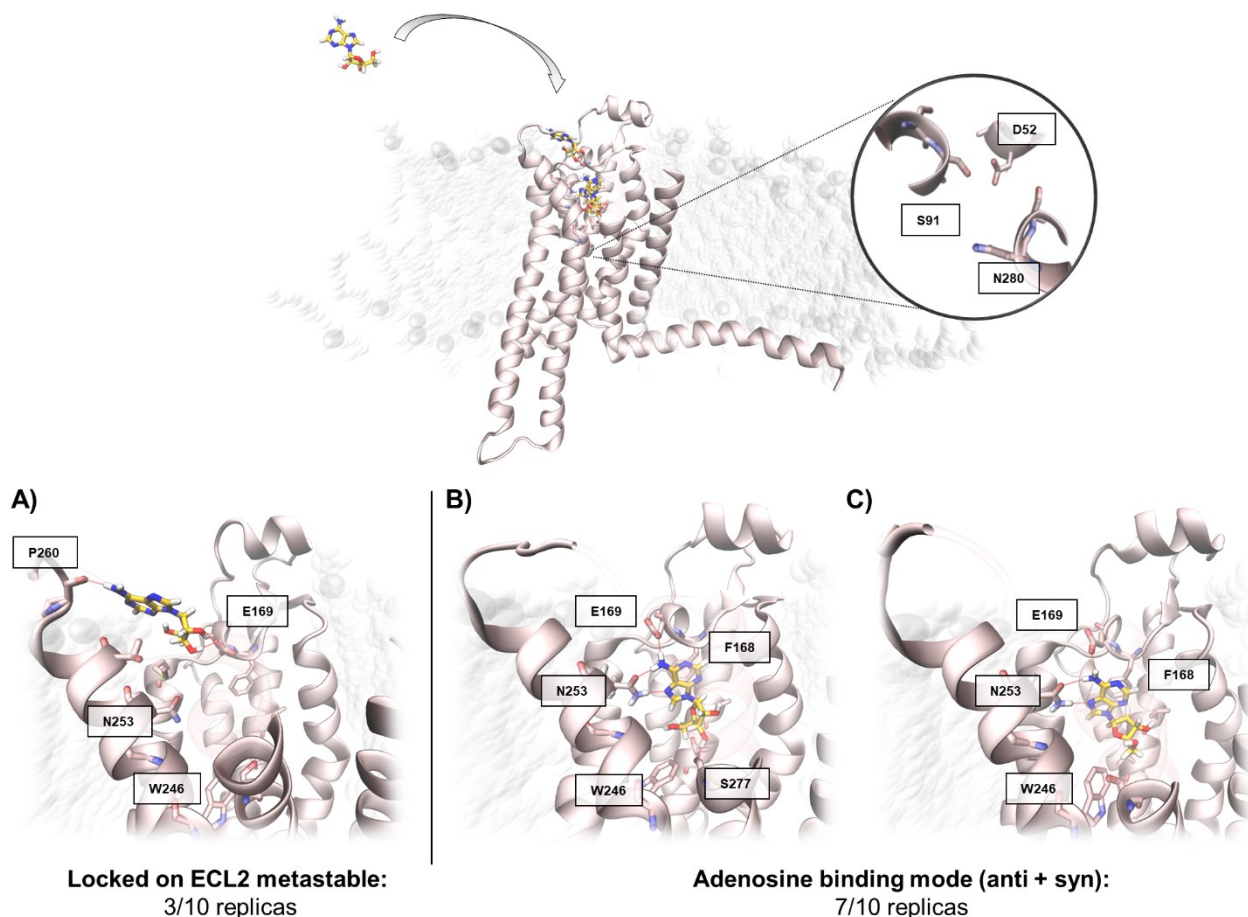 D52
S91
N280
A)
B)
C)
P260
E169
N253
W246
E169
F168
N253
W246
S277
E169
F168
N253
W246
Locked on ECL2 metastable:
3/10 replicas
Adenosine binding mode (anti + syn):
7/10 replicas